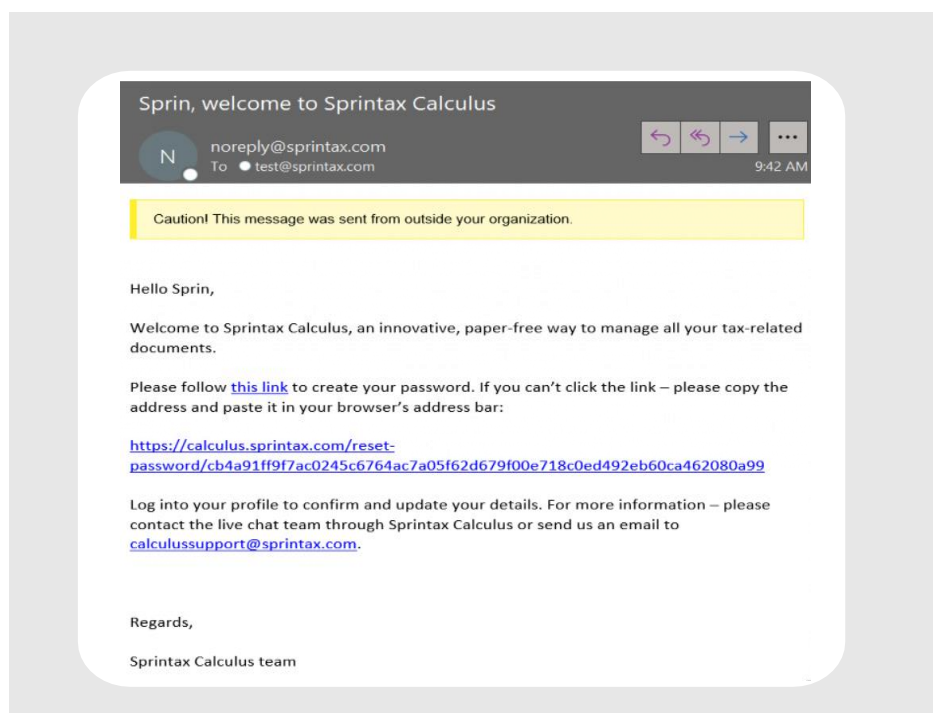 Sprin, welcome to Sprintax Calculus
N
noreply@sprintax.com
To test@sprintax.com
9:42 AM
Caution! This message was sent from outside your organization.
Hello Sprin,
Welcome to Sprintax Calculus, an innovative, paper-free way to manage all your tax-related
documents.
Please follow this link to create your password. If you can’t click the link – please copy the
address and paste it in your browser’s address bar:
https://calculus.sprintax.com/reset-
password/cb4a91ff9f7ac0245c6764ac7a05f62d679f00e718c0ed492eb60ca462080a99
Log into your profile to confirm and update your details. For more information – please
contact the live chat team through Sprintax Calculus or send us an email to
calculussupport@sprintax.com.
Regards,
Sprintax Calculus team